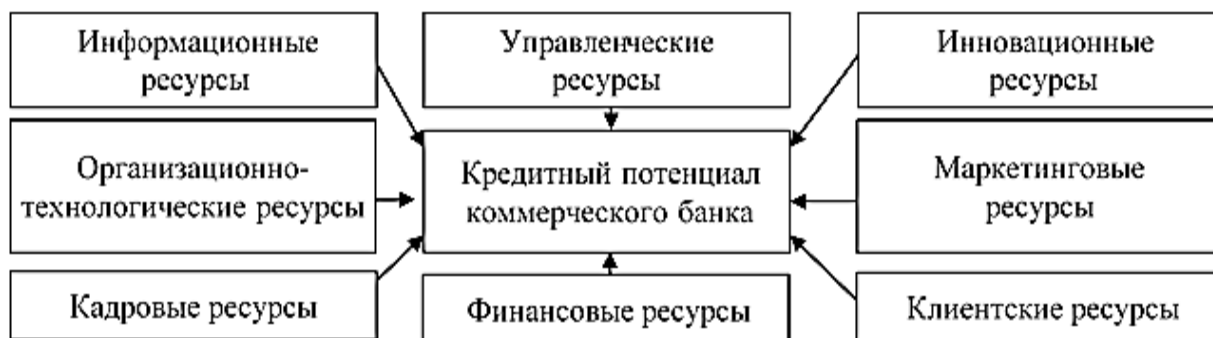 Информационные
ресурсы
Управленческие
ресурсы
Инновационные
ресурсы
Организационно-
технологические ресурсы
Кредитный потенциал
коммерческого банка
Маркетинговые
ресурсы
Кадровые ресурсы
Финансовые ресурсы
Клиентские ресурсы